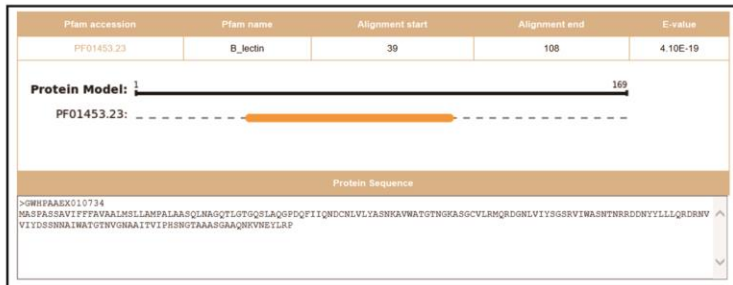 Pfam accession Pfam name Alignment start Alignment end E-value
PF01453.23 B_lectin 39 108 4.10E-19
Protein Model: 1 169
PF01453.23:
Protein Sequence
>GWHPAAEX010734
MASPASSAVIFFFAVAALMSLLAMPALAASQLNAGQTLGTGQSLAQGPDQFIIQNDCNLVLYASNKAVWATGTNGKASGCVLRMQRDGNLVIYSGSRVIWASNTNRRDDNYYLLLQRDRNV
VIYDSSNNAIWATGTNVGNAAITVIPHSNGTAAASGAAQNKVNEYLRP